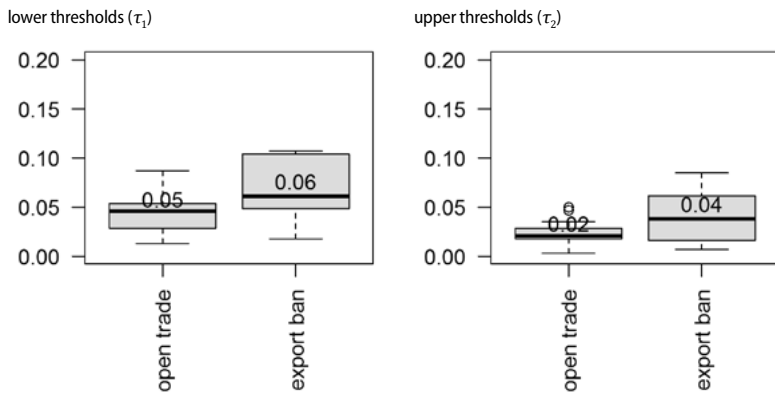 lower thresholds (τ₁)
upper thresholds (τ₂)
0.20
0.15
0.10
0.05
0.00
0.05
0.06
open trade
export ban
0.20
0.15
0.10
0.05
0.00
0.02
0.04
open trade
export ban